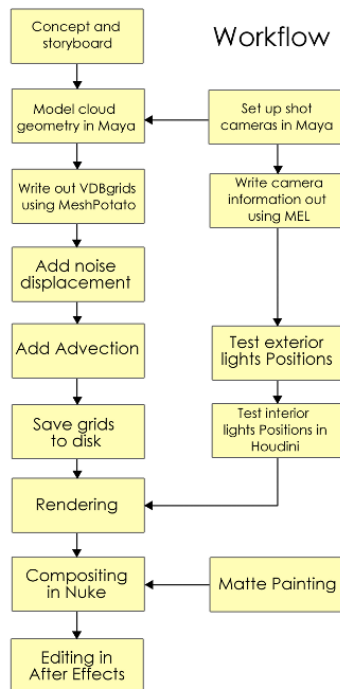 Workflow
Concept and
storyboard
Model cloud
geometry in Maya
Set up shot
cameras in Maya
Write out VDBgrids
using MeshPotato
Write camera
information out
using MEL
Add noise
displacement
Add Advection
Test exterior
lights Positions
Save grids
to disk
Test interior
lights Positions in
Houdini
Rendering
Compositing
in Nuke
Matte Painting
Editing in
After Effects